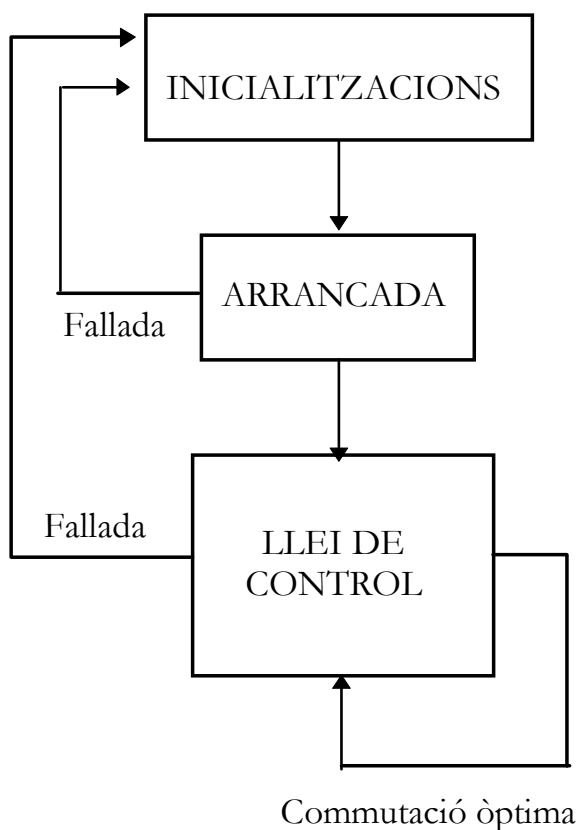 INICIALITZACIONS
ARRANCADA
Fallada
Fallada
LLEI DE
CONTROL
Commutació òptima